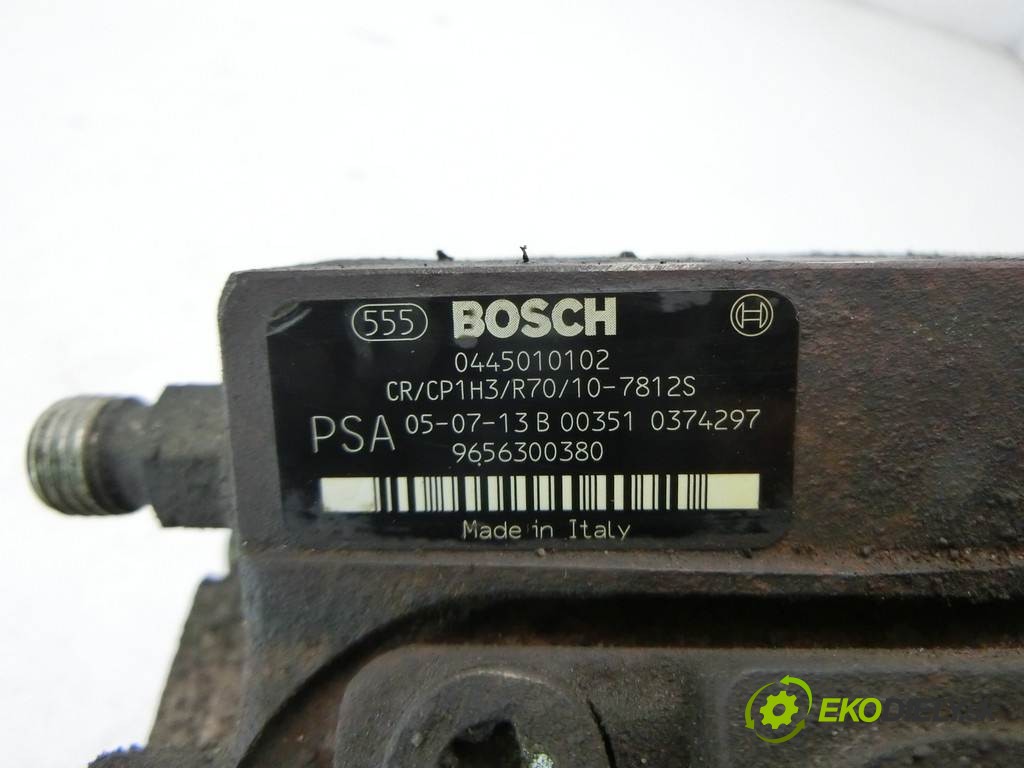 555 BOSCH
0445010102
CR/CP1H3/R70/10-7812S
PSA 05-07-13 B 00351 0374297
9656300380
Made in Italy
EKO